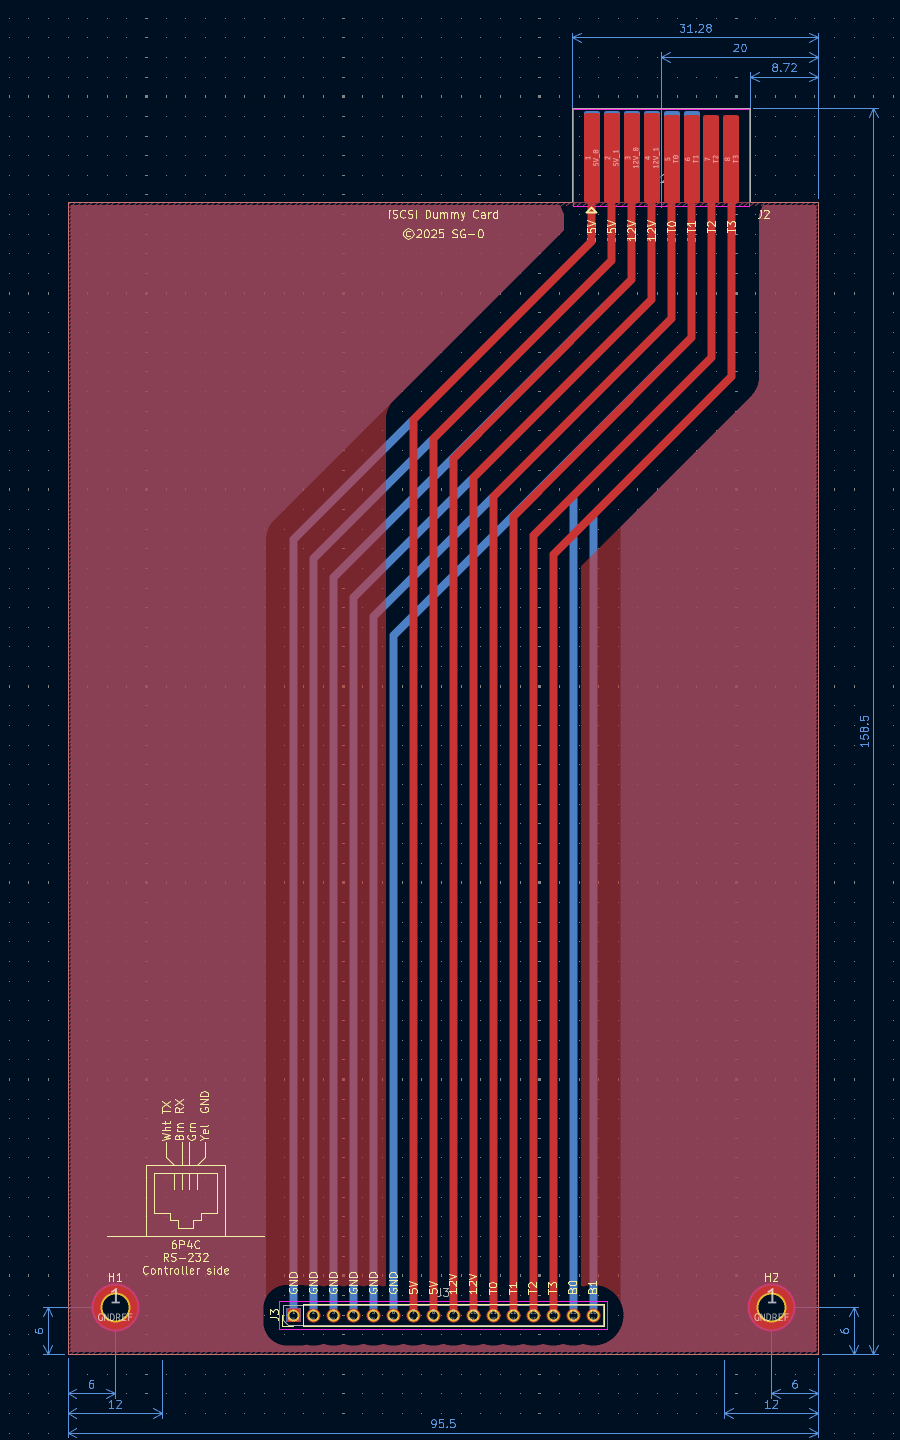 31.28
20
8.72
1 5V_0
2 5V_1
3 12V_0
4 12V_1
5 T0
6 T1
7 T2
8 T3
iSCSI Dummy Card
©2025 SG-0
J2
5V
5V
12V
12V
T0
T1
T2
T3
158.5
Wht TX
Brn RX
Grn
Yel GND
6P4C
RS-232
Controller side
H1
1
GNDREF
H2
1
GNDREF
J3
J3
GND
GND
GND
GND
GND
GND
5V
5V
12V
12V
T0
T1
T2
T3
B0
B1
6
6
6
6
12
12
95.5